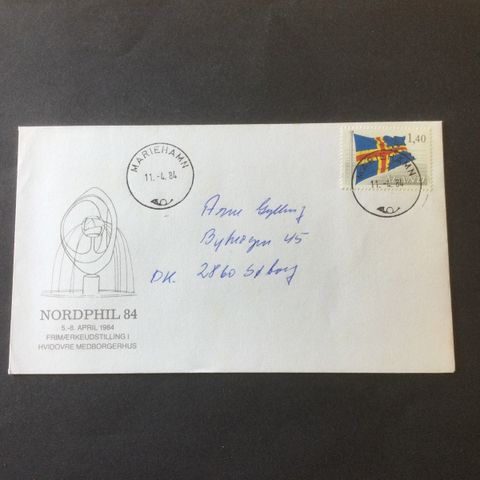 MARIEHAMN
11.-4. 84
1,40
11.-4. 84
Arne Gylling
45
DK. 2860 Søborg
NORDPHIL 84
5.-8. APRIL 1984
FRIMÆRKEUDSTILLING I
HVIDOVRE MEDBORGERHUS